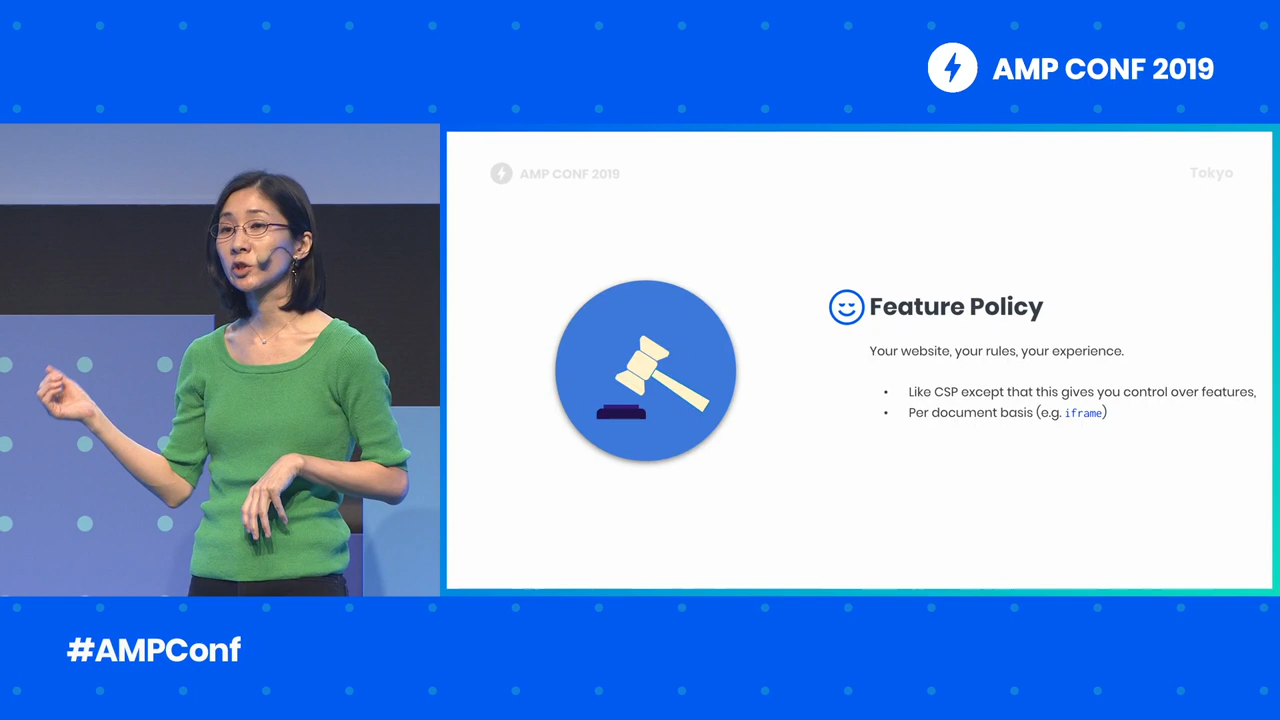 AMP CONF 2019
AMP CONF 2019
Tokyo
Feature Policy
Your website, your rules, your experience.
• Like CSP except that this gives you control over features,
• Per document basis (e.g. iframe)
#AMPConf